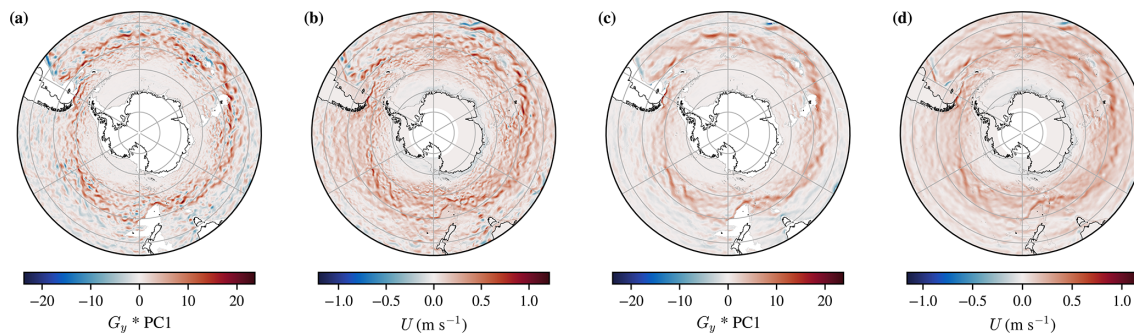 (a) (b) (c) (d)
−20 −10 0 10 20 −1.0 −0.5 0.0 0.5 1.0 −20 −10 0 10 20 −1.0 −0.5 0.0 0.5 1.0
G_y * PC1 U (m s⁻¹) G_y * PC1 U (m s⁻¹)